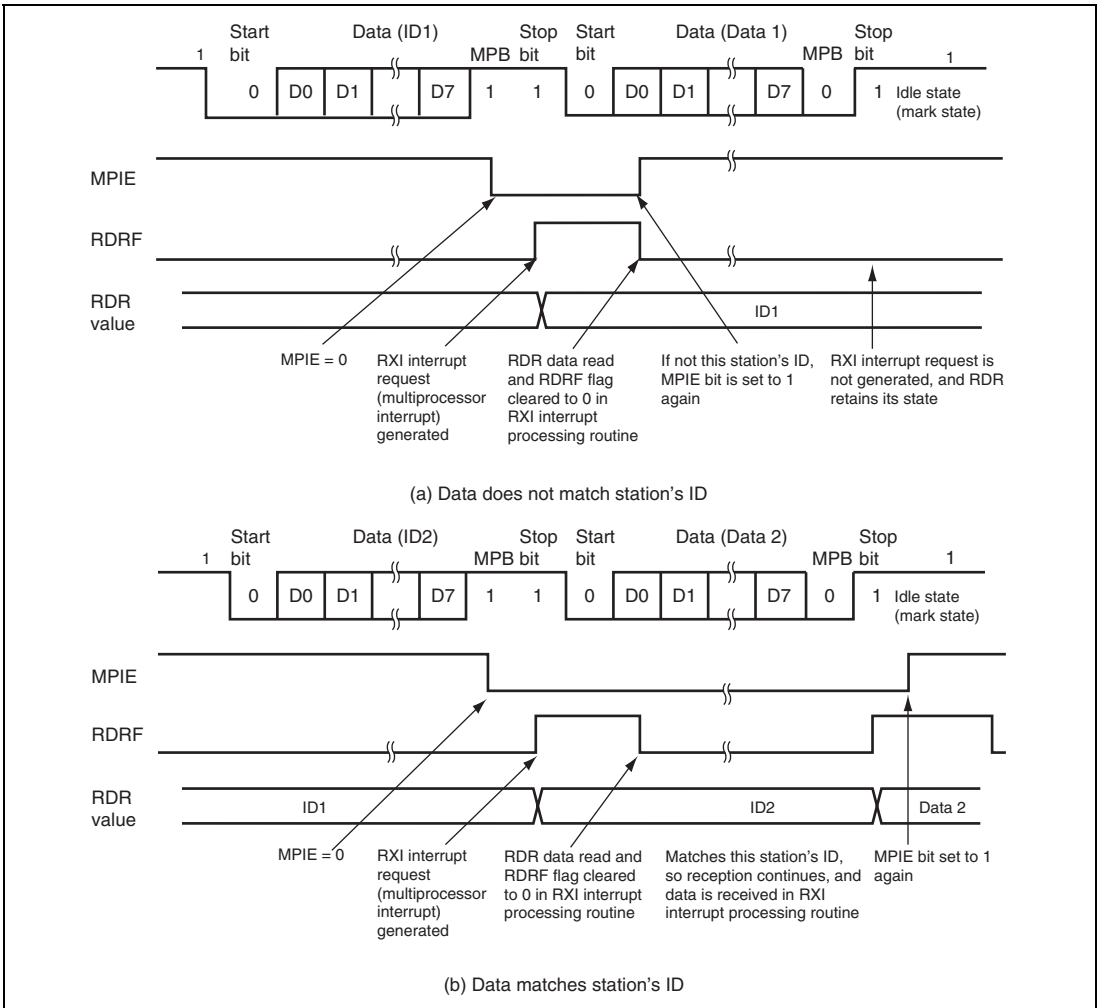 Start Data (ID1) Stop Start Data (Data 1) Stop
1 bit MPB bit bit MPB bit 1
0 D0 D1 D7 1 1 0 D0 D1 D7 0 1 Idle state
(mark state)
MPIE
RDRF
RDR
value
ID1
MPIE = 0
RXI interrupt
request
(multiprocessor
interrupt)
generated
RDR data read
and RDRF flag
cleared to 0 in
RXI interrupt
processing routine
If not this station's ID,
MPIE bit is set to 1
again
RXI interrupt request is
not generated, and RDR
retains its state
(a) Data does not match station's ID
Start Data (ID2) Stop Start Data (Data 2) Stop
1 bit MPB bit bit MPB bit 1
0 D0 D1 D7 1 1 0 D0 D1 D7 0 1 Idle state
(mark state)
MPIE
RDRF
RDR
value
ID1 ID2 Data 2
MPIE = 0
RXI interrupt
request
(multiprocessor
interrupt)
generated
RDR data read and
RDRF flag cleared
to 0 in RXI interrupt
processing routine
Matches this station's ID,
so reception continues, and
data is received in RXI
interrupt processing routine
MPIE bit set to 1
again
(b) Data matches station's ID